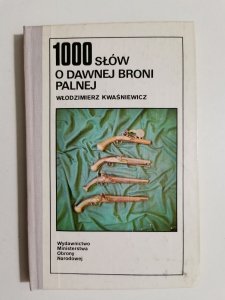 1000 SŁÓW
O DAWNEJ BRONI
PALNEJ
WŁODZIMIERZ KWAŚNIEWICZ
Wydawnictwo
Ministerstwa
Obrony
Narodowej